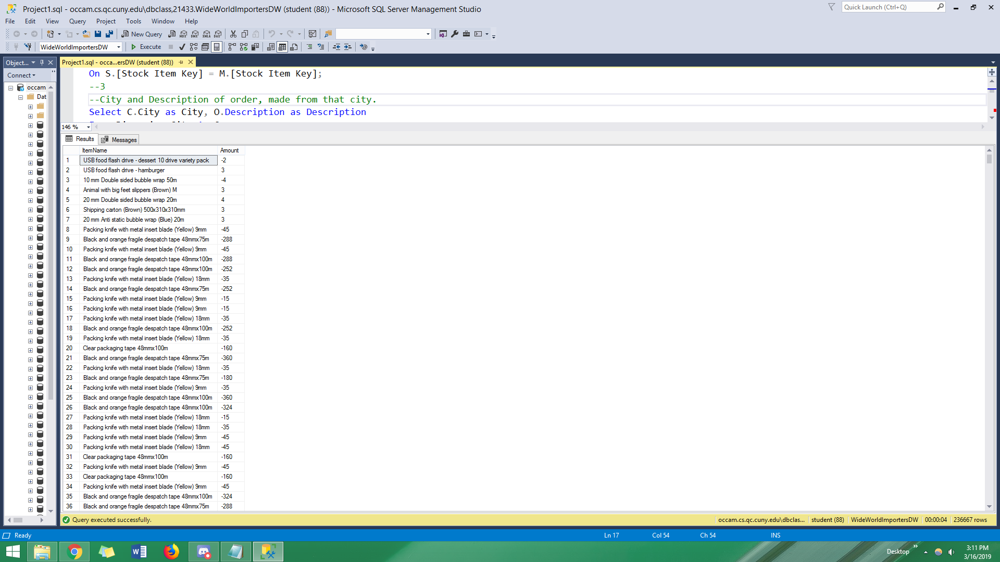 Project1.sql - occam.cs.qc.cuny.edu\dbclass,21433.WideWorldImportersDW (student (88)) - Microsoft SQL Server Management Studio
Quick Launch (Ctrl+Q)
File Edit View Query Project Tools Window Help
New Query
MDX DMX XMLA DAX
WideWorldImportersDW
Execute
Object...
Project1.sql - occa...ersDW (student (88))
Connect
occam
Dat
On S.[Stock Item Key] = M.[Stock Item Key];
--3
--City and Description of order, made from that city.
Select C.City as City, O.Description as Description
146 %
Results
Messages
ItemName Amount
1 USB food flash drive - dessert 10 drive variety pack -2
2 USB food flash drive - hamburger 3
3 10 mm Double sided bubble wrap 50m -4
4 Animal with big feet slippers (Brown) M 3
5 20 mm Double sided bubble wrap 20m 4
6 Shipping carton (Brown) 500x310x310mm 3
7 20 mm Anti static bubble wrap (Blue) 20m 3
8 Packing knife with metal insert blade (Yellow) 9mm -45
9 Black and orange fragile despatch tape 48mmx75m -288
10 Packing knife with metal insert blade (Yellow) 9mm -45
11 Black and orange fragile despatch tape 48mmx100m -288
12 Black and orange fragile despatch tape 48mmx100m -252
13 Packing knife with metal insert blade (Yellow) 18mm -35
14 Black and orange fragile despatch tape 48mmx75m -252
15 Packing knife with metal insert blade (Yellow) 9mm -15
16 Packing knife with metal insert blade (Yellow) 9mm -15
17 Packing knife with metal insert blade (Yellow) 18mm -35
18 Black and orange fragile despatch tape 48mmx100m -252
19 Packing knife with metal insert blade (Yellow) 18mm -35
20 Clear packaging tape 48mmx100m -160
21 Black and orange fragile despatch tape 48mmx75m -360
22 Packing knife with metal insert blade (Yellow) 18mm -35
23 Black and orange fragile despatch tape 48mmx75m -180
24 Packing knife with metal insert blade (Yellow) 9mm -35
25 Black and orange fragile despatch tape 48mmx100m -360
26 Black and orange fragile despatch tape 48mmx100m -324
27 Packing knife with metal insert blade (Yellow) 18mm -15
28 Packing knife with metal insert blade (Yellow) 18mm -35
29 Packing knife with metal insert blade (Yellow) 9mm -45
30 Packing knife with metal insert blade (Yellow) 18mm -45
31 Clear packaging tape 48mmx100m -160
32 Packing knife with metal insert blade (Yellow) 9mm -45
33 Clear packaging tape 48mmx100m -160
34 Packing knife with metal insert blade (Yellow) 9mm -45
35 Black and orange fragile despatch tape 48mmx100m -324
36 Black and orange fragile despatch tape 48mmx75m -288
Query executed successfully.
occam.cs.qc.cuny.edu\dbclas... student (88) WideWorldImportersDW 00:00:04 236667 rows
Ready
Ln 17 Col 54 Ch 54 INS
Desktop
3:11 PM
3/16/2019